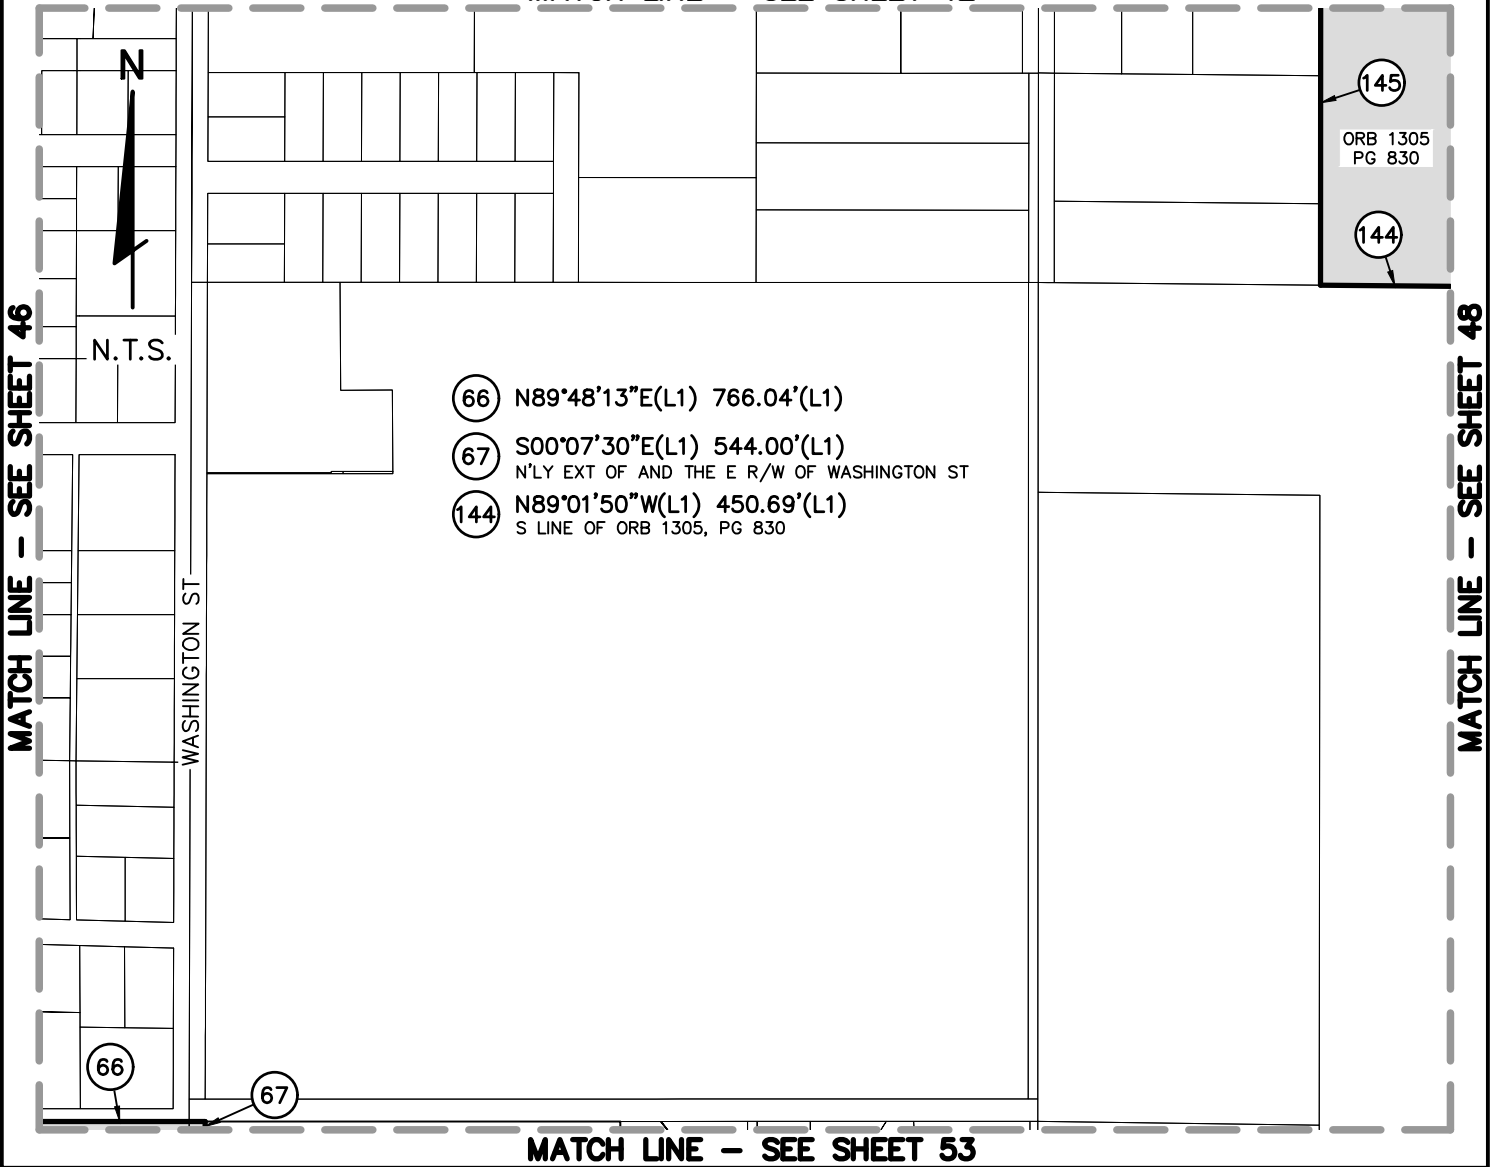 N
145
ORB 1305
PG 830
144
MATCH LINE - SEE SHEET 46
MATCH LINE - SEE SHEET 48
N.T.S.
66 N89°48'13"E(L1) 766.04'(L1)
67 S00°07'30"E(L1) 544.00'(L1)
N'LY EXT OF AND THE E R/W OF WASHINGTON ST
144 N89°01'50"W(L1) 450.69'(L1)
S LINE OF ORB 1305, PG 830
WASHINGTON ST
66
67
MATCH LINE - SEE SHEET 53